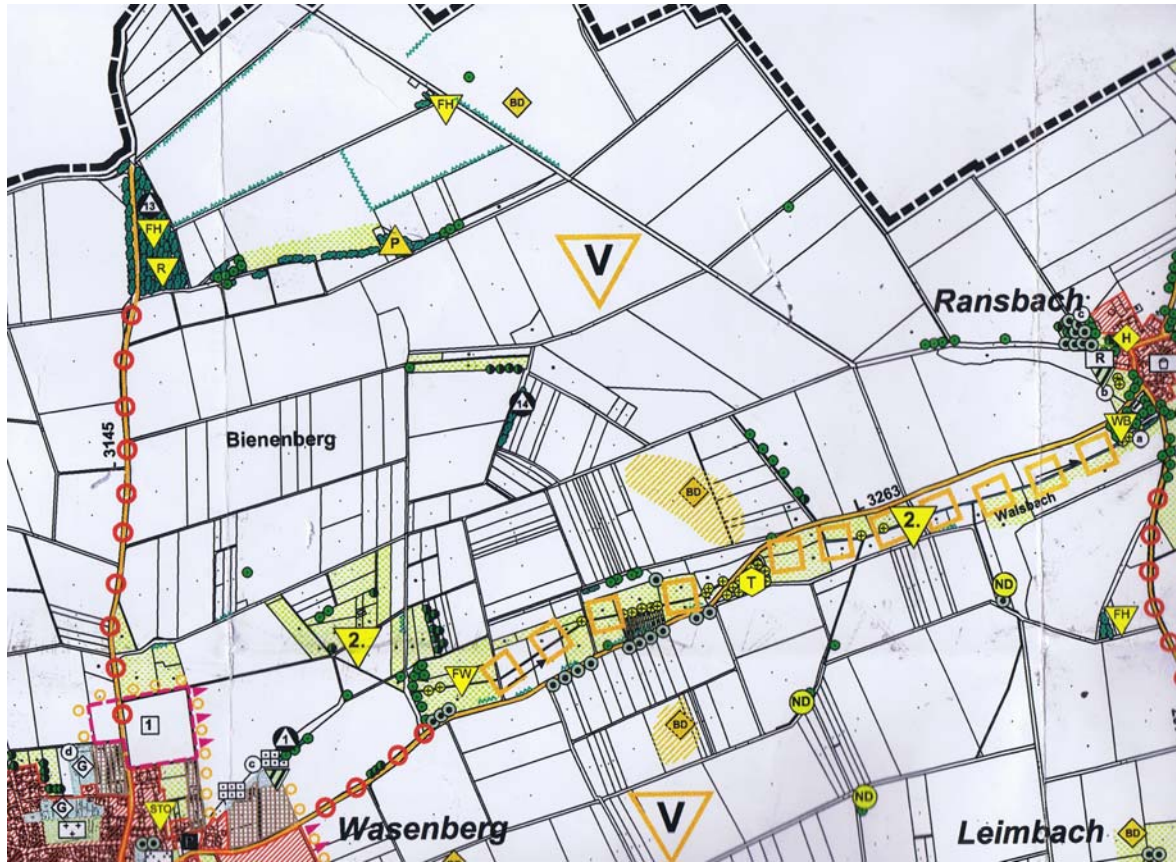 FH
BD
13
FH
P
V
R
Ransbach
c
H
R
b
14
WB
a
3145
Bienenberg
BD
L 3263
Walsbach
2.
T
ND
2.
FH
FW
ND
BD
1
1
d
G
c
ND
V
STO
G
Wasenberg
Leimbach
BD
BD